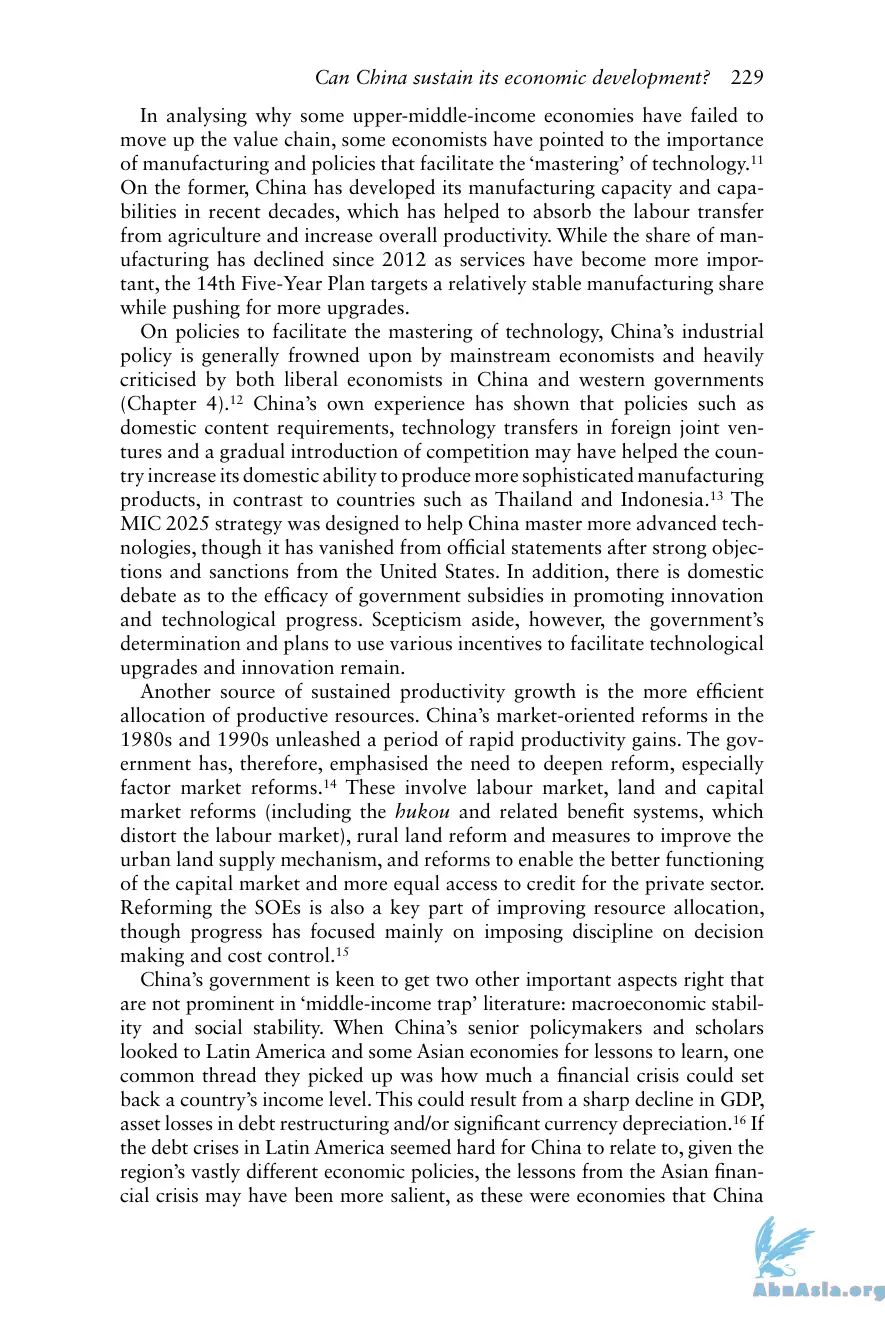 Can China sustain its economic development? 229
In analysing why some upper-middle-income economies have failed to
move up the value chain, some economists have pointed to the importance
of manufacturing and policies that facilitate the ‘mastering’ of technology.¹¹
On the former, China has developed its manufacturing capacity and capa-
bilities in recent decades, which has helped to absorb the labour transfer
from agriculture and increase overall productivity. While the share of man-
ufacturing has declined since 2012 as services have become more impor-
tant, the 14th Five-Year Plan targets a relatively stable manufacturing share
while pushing for more upgrades.
On policies to facilitate the mastering of technology, China’s industrial
policy is generally frowned upon by mainstream economists and heavily
criticised by both liberal economists in China and western governments
(Chapter 4).¹² China’s own experience has shown that policies such as
domestic content requirements, technology transfers in foreign joint ven-
tures and a gradual introduction of competition may have helped the coun-
try increase its domestic ability to produce more sophisticated manufacturing
products, in contrast to countries such as Thailand and Indonesia.¹³ The
MIC 2025 strategy was designed to help China master more advanced tech-
nologies, though it has vanished from official statements after strong objec-
tions and sanctions from the United States. In addition, there is domestic
debate as to the efficacy of government subsidies in promoting innovation
and technological progress. Scepticism aside, however, the government’s
determination and plans to use various incentives to facilitate technological
upgrades and innovation remain.
Another source of sustained productivity growth is the more efficient
allocation of productive resources. China’s market-oriented reforms in the
1980s and 1990s unleashed a period of rapid productivity gains. The gov-
ernment has, therefore, emphasised the need to deepen reform, especially
factor market reforms.¹⁴ These involve labour market, land and capital
market reforms (including the hukou and related benefit systems, which
distort the labour market), rural land reform and measures to improve the
urban land supply mechanism, and reforms to enable the better functioning
of the capital market and more equal access to credit for the private sector.
Reforming the SOEs is also a key part of improving resource allocation,
though progress has focused mainly on imposing discipline on decision
making and cost control.¹⁵
China’s government is keen to get two other important aspects right that
are not prominent in ‘middle-income trap’ literature: macroeconomic stabil-
ity and social stability. When China’s senior policymakers and scholars
looked to Latin America and some Asian economies for lessons to learn, one
common thread they picked up was how much a financial crisis could set
back a country’s income level. This could result from a sharp decline in GDP,
asset losses in debt restructuring and/or significant currency depreciation.¹⁶ If
the debt crises in Latin America seemed hard for China to relate to, given the
region’s vastly different economic policies, the lessons from the Asian finan-
cial crisis may have been more salient, as these were economies that China
AbnAsia.org